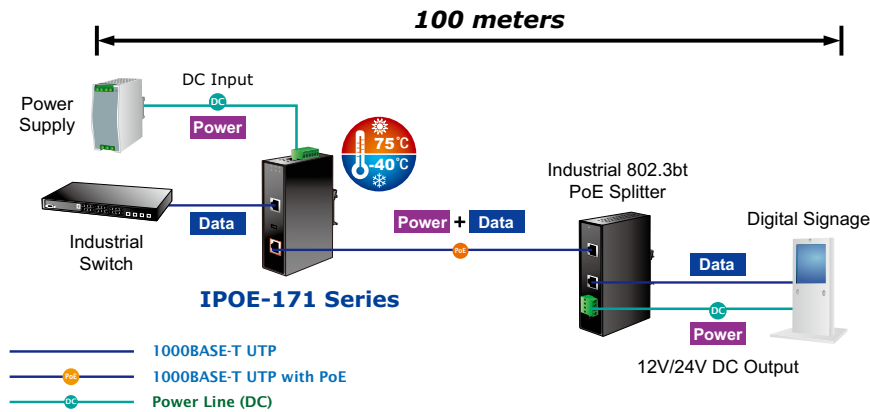 100 meters
DC Input
Power
Supply
DC
Power
75°C
-40°C
Industrial 802.3bt
PoE Splitter
Data
Industrial
Switch
Power + Data
PoE
Digital Signage
Data
IPOE-171 Series
DC
Power
12V/24V DC Output
1000BASE-T UTP
PoE
1000BASE-T UTP with PoE
DC
Power Line (DC)